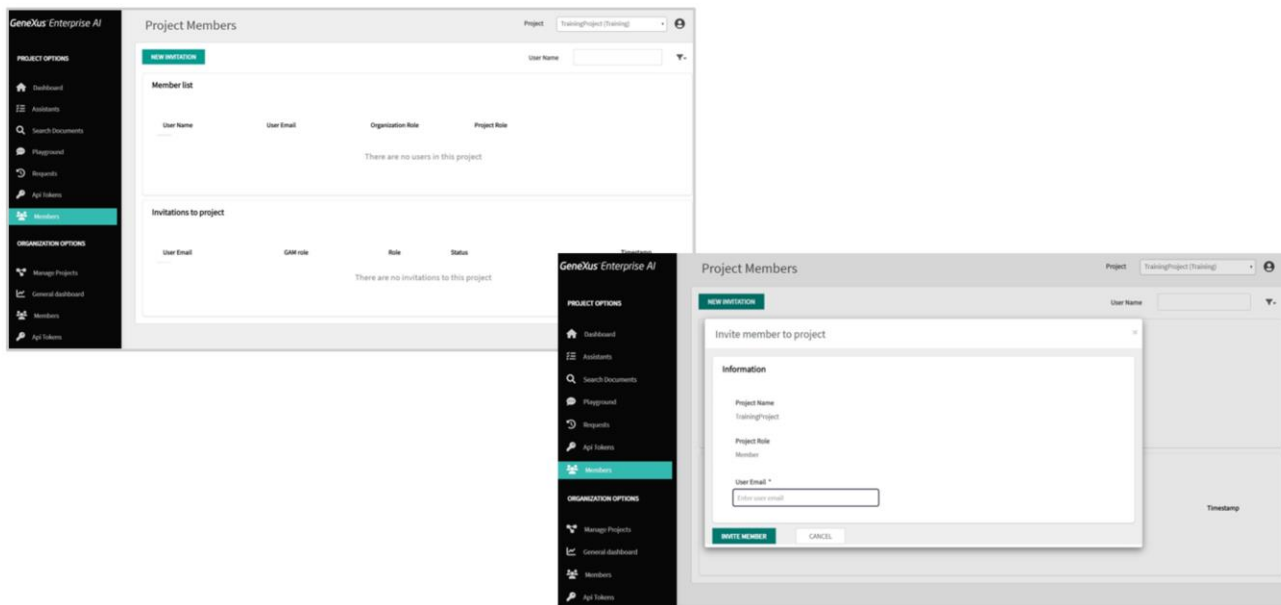 GeneXus Enterprise AI
Project Members
Project TrainingProject (Training)
PROJECT OPTIONS
Dashboard
Assistants
Search Documents
Playground
Requests
Api Tokens
Members
ORGANIZATION OPTIONS
Manage Projects
General dashboard
Members
Api Tokens
NEW INVITATION
User Name
Member list
User Name User Email Organization Role Project Role
There are no users in this project
Invitations to project
User Email GAM role Role Status Timestamp
There are no invitations to this project
GeneXus Enterprise AI
Project Members
Project TrainingProject (Training)
PROJECT OPTIONS
Dashboard
Assistants
Search Documents
Playground
Requests
Api Tokens
Members
ORGANIZATION OPTIONS
Manage Projects
General dashboard
Members
Api Tokens
NEW INVITATION
User Name
Invite member to project
Information
Project Name
TrainingProject
Project Role
Member
User Email *
Enter user email
INVITE MEMBER CANCEL
Timestamp